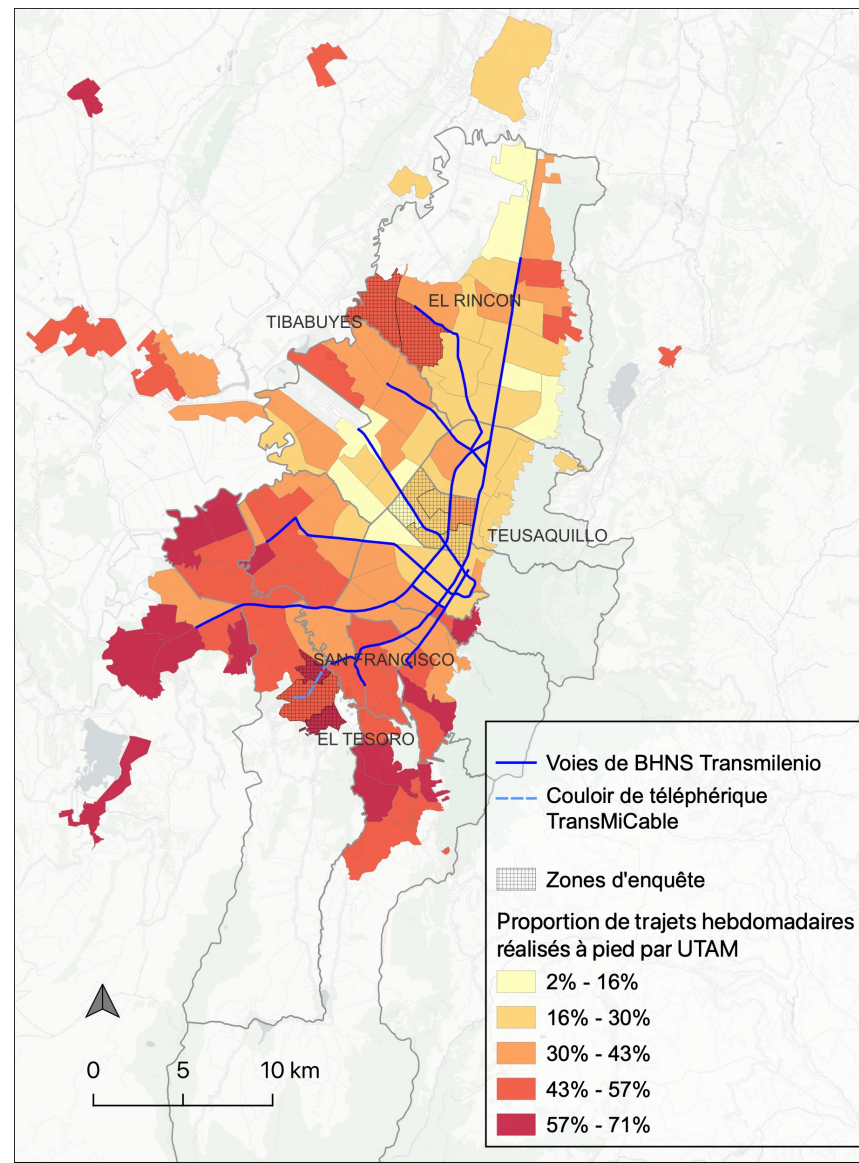 EL RINCON
TIBABUYES
TEUSAQUILLO
SAN FRANCISCO
EL TESORO
Voies de BHNS Transmilenio
Couloir de téléphérique
TransMiCable
Zones d'enquête
Proportion de trajets hebdomadaires
réalisés à pied par UTAM
2% - 16%
16% - 30%
30% - 43%
43% - 57%
57% - 71%
0 5 10 km